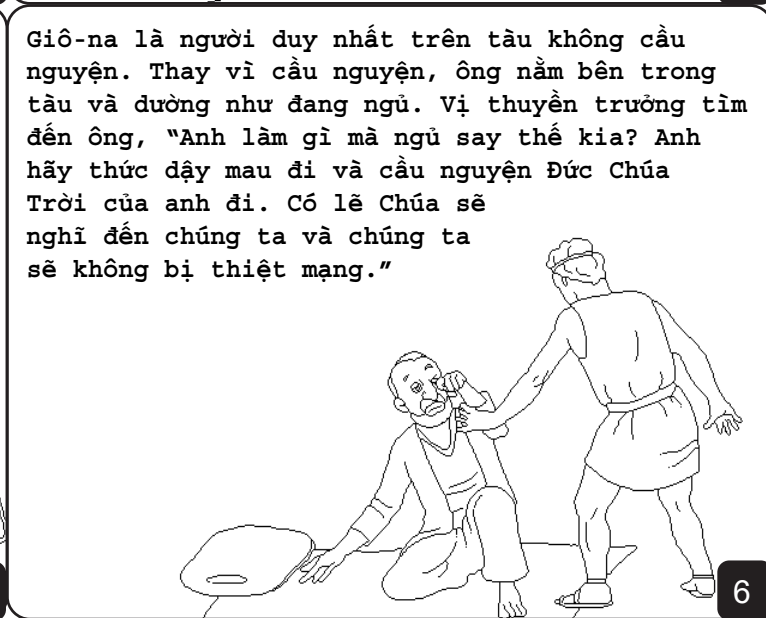 Giô-na là người duy nhất trên tàu không cầu
nguyện. Thay vì cầu nguyện, ông nằm bên trong
tàu và dường như đang ngủ. Vị thuyền trưởng tìm
đến ông, “Anh làm gì mà ngủ say thế kia? Anh
hãy thức dậy mau đi và cầu nguyện Đức Chúa
Trời của anh đi. Có lẽ Chúa sẽ
nghĩ đến chúng ta và chúng ta
sẽ không bị thiệt mạng.”
6